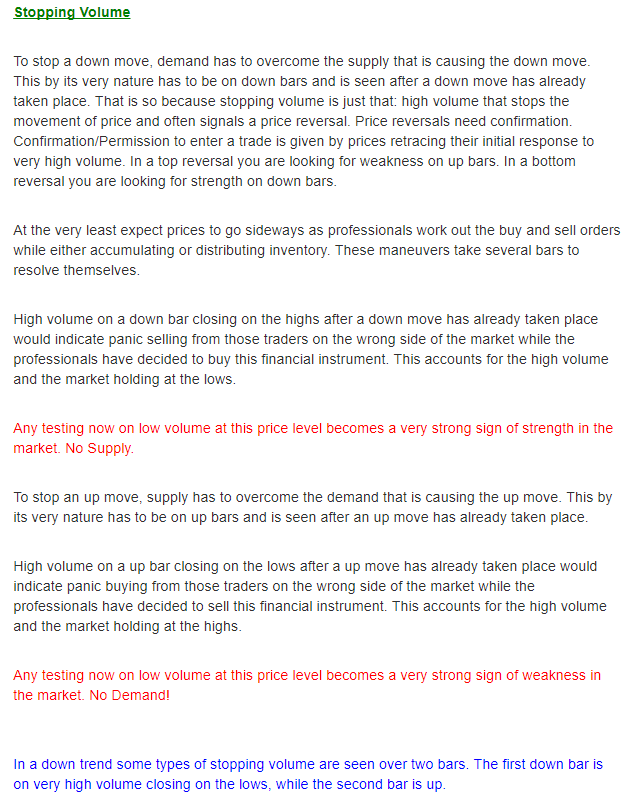 Stopping Volume
To stop a down move, demand has to overcome the supply that is causing the down move.
This by its very nature has to be on down bars and is seen after a down move has already
taken place. That is so because stopping volume is just that: high volume that stops the
movement of price and often signals a price reversal. Price reversals need confirmation.
Confirmation/Permission to enter a trade is given by prices retracing their initial response to
very high volume. In a top reversal you are looking for weakness on up bars. In a bottom
reversal you are looking for strength on down bars.
At the very least expect prices to go sideways as professionals work out the buy and sell orders
while either accumulating or distributing inventory. These maneuvers take several bars to
resolve themselves.
High volume on a down bar closing on the highs after a down move has already taken place
would indicate panic selling from those traders on the wrong side of the market while the
professionals have decided to buy this financial instrument. This accounts for the high volume
and the market holding at the lows.
Any testing now on low volume at this price level becomes a very strong sign of strength in the
market. No Supply.
To stop an up move, supply has to overcome the demand that is causing the up move. This by
its very nature has to be on up bars and is seen after an up move has already taken place.
High volume on a up bar closing on the lows after a up move has already taken place would
indicate panic buying from those traders on the wrong side of the market while the
professionals have decided to sell this financial instrument. This accounts for the high volume
and the market holding at the highs.
Any testing now on low volume at this price level becomes a very strong sign of weakness in
the market. No Demand!
In a down trend some types of stopping volume are seen over two bars. The first down bar is
on very high volume closing on the lows, while the second bar is up.